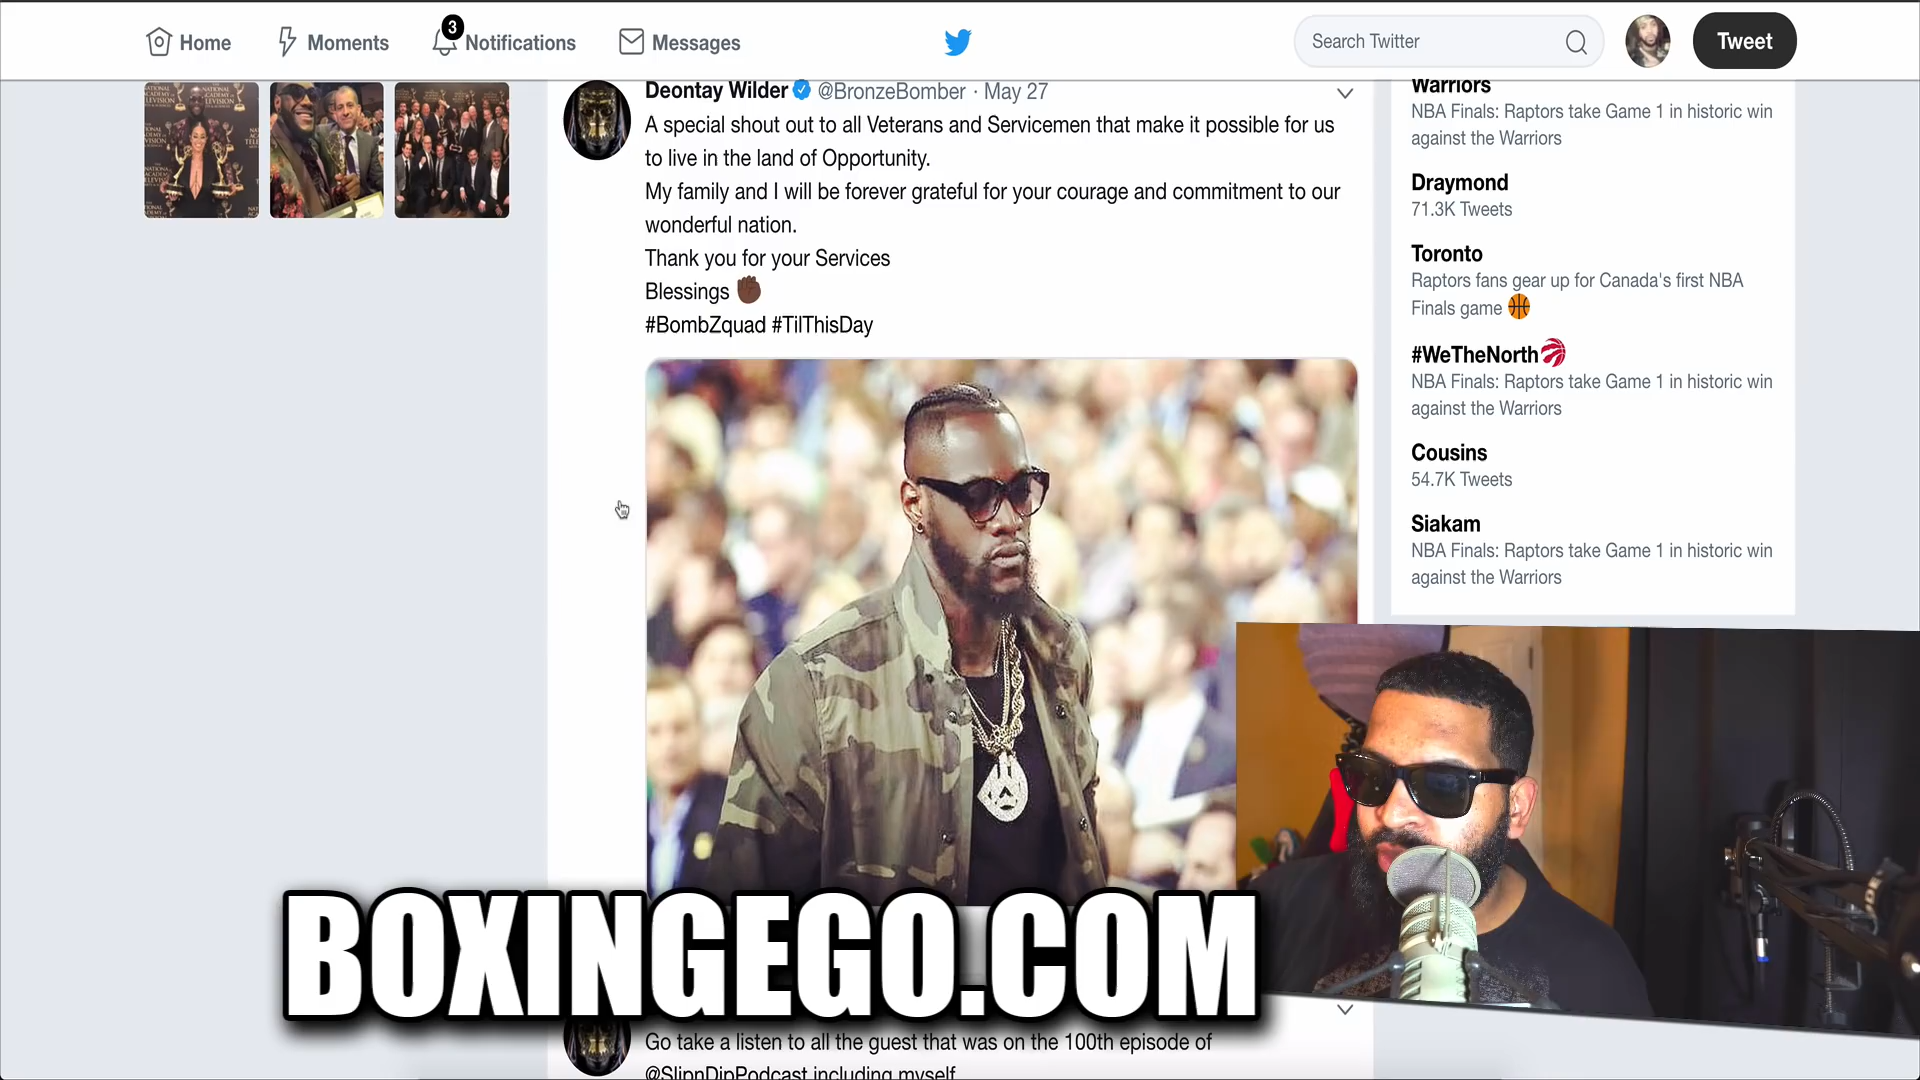 Home
Moments
3
Notifications
Messages
Search Twitter
Tweet
Deontay Wilder @BronzeBomber · May 27
A special shout out to all Veterans and Servicemen that make it possible for us
to live in the land of Opportunity.
My family and I will be forever grateful for your courage and commitment to our
wonderful nation.
Thank you for your Services
Blessings
#BombZquad #TilThisDay
Warriors
NBA Finals: Raptors take Game 1 in historic win
against the Warriors
Draymond
71.3K Tweets
Toronto
Raptors fans gear up for Canada's first NBA
Finals game
#WeTheNorth
NBA Finals: Raptors take Game 1 in historic win
against the Warriors
Cousins
54.7K Tweets
Siakam
NBA Finals: Raptors take Game 1 in historic win
against the Warriors
BOXINGEGO.COM
Go take a listen to all the guest that was on the 100th episode of
@SlipnDipPodcast including myself